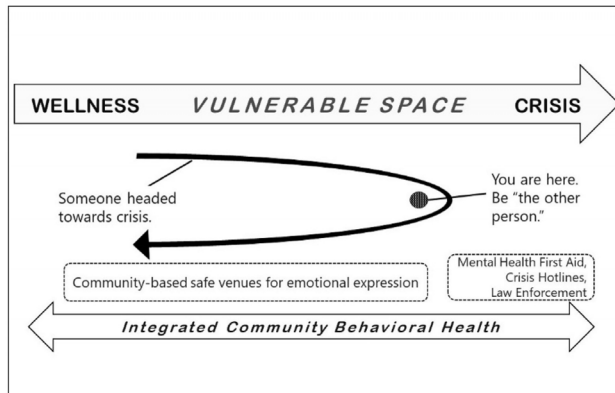 WELLNESS VULNERABLE SPACE CRISIS
Someone headed
towards crisis.
You are here.
Be “the other
person.”
Community-based safe venues for emotional expression
Mental Health First Aid,
Crisis Hotlines,
Law Enforcement
Integrated Community Behavioral Health